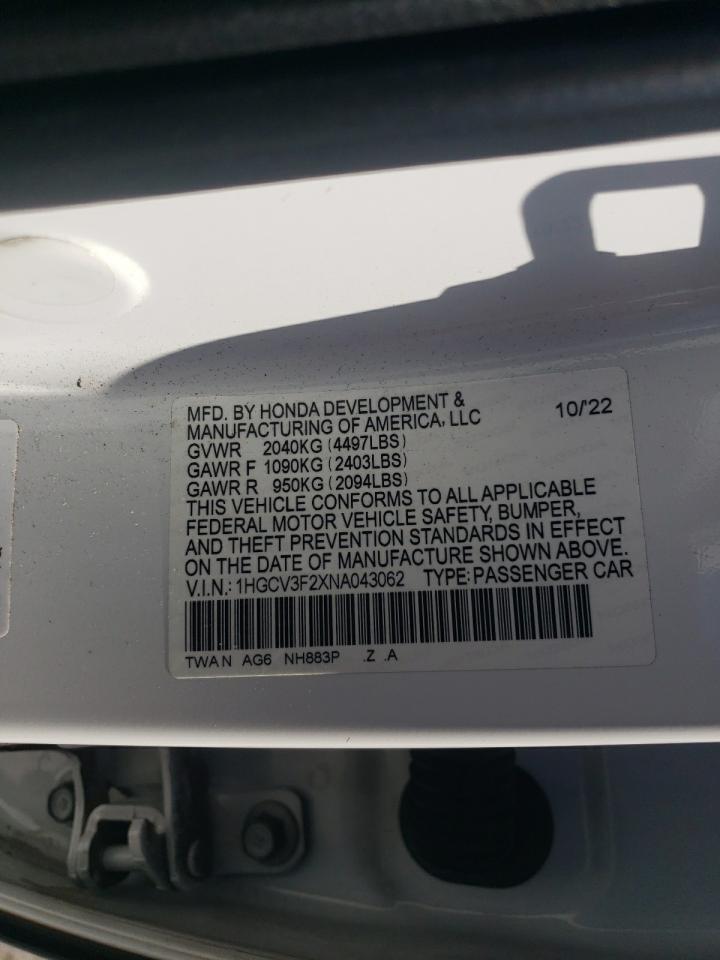 MFD. BY HONDA DEVELOPMENT &
MANUFACTURING OF AMERICA, LLC 10/'22
GVWR 2040KG (4497LBS)
GAWR F 1090KG (2403LBS)
GAWR R 950KG (2094LBS)
THIS VEHICLE CONFORMS TO ALL APPLICABLE
FEDERAL MOTOR VEHICLE SAFETY, BUMPER,
AND THEFT PREVENTION STANDARDS IN EFFECT
ON THE DATE OF MANUFACTURE SHOWN ABOVE.
V.I.N.: 1HGCV3F2XNA043062 TYPE: PASSENGER CAR
TWA N AG6 NH883P .Z .A